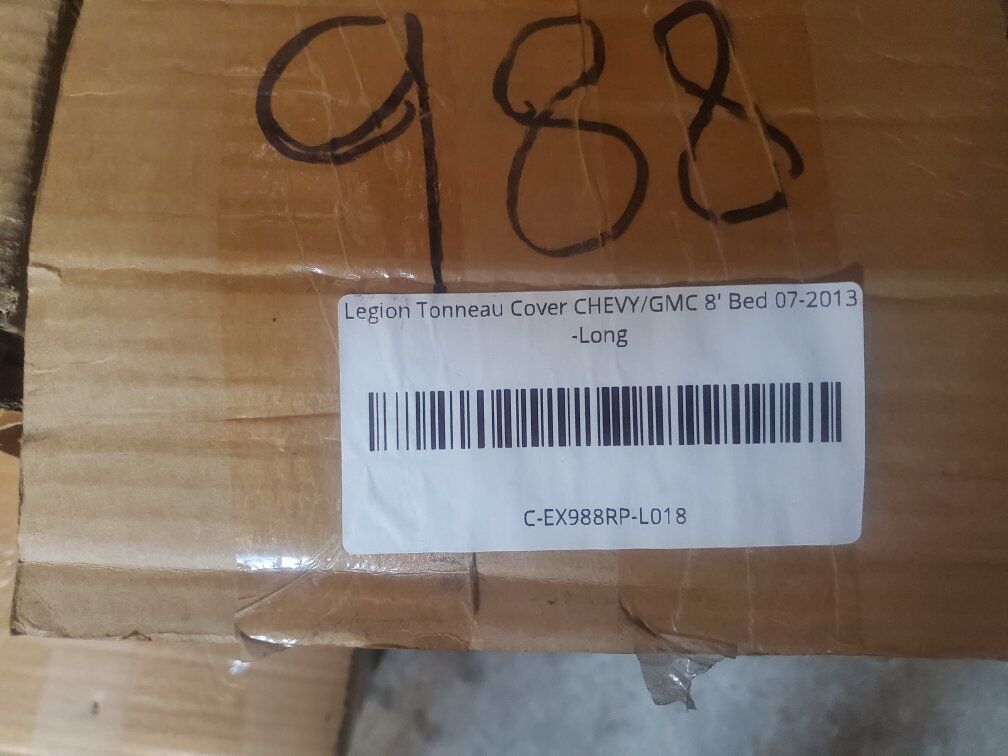 988
Legion Tonneau Cover CHEVY/GMC 8' Bed 07-2013
-Long
C-EX988RP-L018